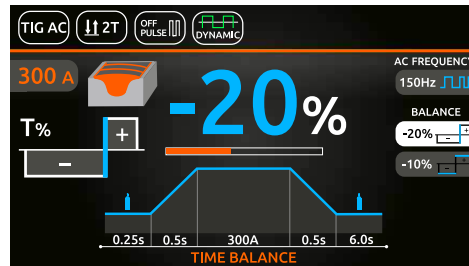 TIG AC
2T
OFF
PULSE
DYNAMIC
300 A
AC FREQUENCY
150Hz
-20%
T%
+
-
BALANCE
-20%
-10%
0.25s 0.5s 300A 0.5s 6.0s
TIME BALANCE